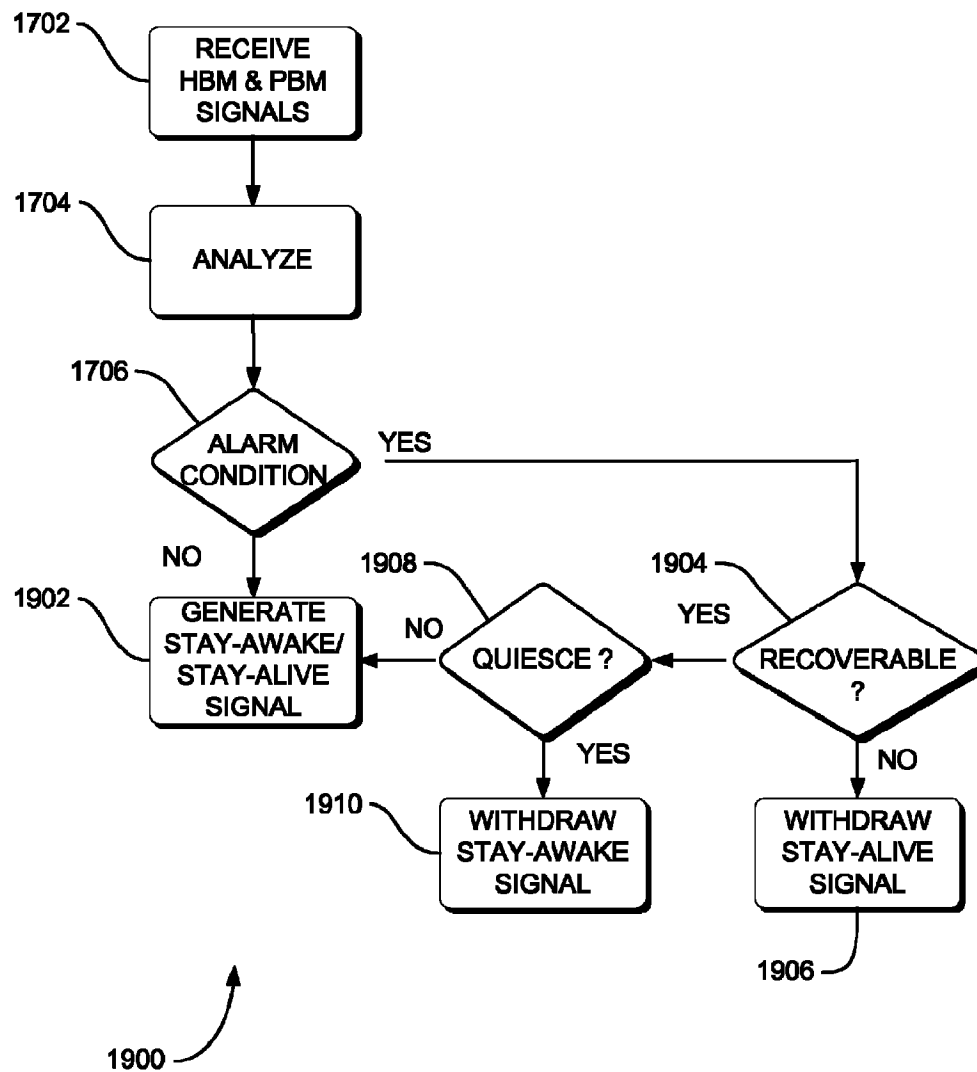 1702
RECEIVE
HBM & PBM
SIGNALS
1704
ANALYZE
1706
ALARM
CONDITION
YES
NO
1902
GENERATE
STAY-AWAKE/
STAY-ALIVE
SIGNAL
1908
NO
QUIESCE ?
YES
1904
YES
RECOVERABLE
?
NO
1910
WITHDRAW
STAY-AWAKE
SIGNAL
WITHDRAW
STAY-ALIVE
SIGNAL
1906
1900